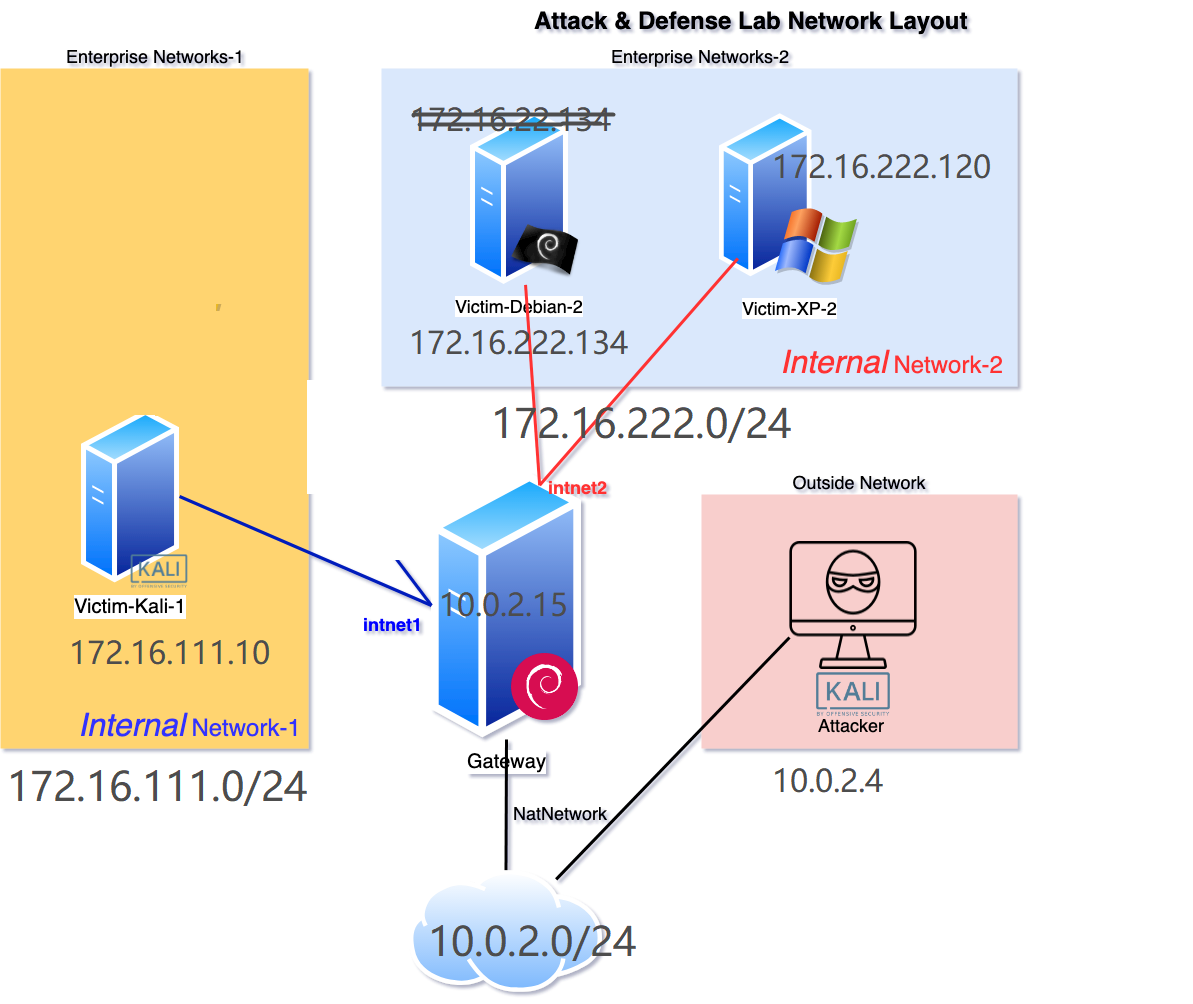 Attack & Defense Lab Network Layout
Enterprise Networks-1
Enterprise Networks-2
172.16.22.134
172.16.222.120
Victim-Debian-2
Victim-XP-2
172.16.222.134
Internal Network-2
172.16.222.0/24
intnet2
Outside Network
KALI
BY OFFENSIVE SECURITY
Victim-Kali-1
10.0.2.15
intnet1
172.16.111.10
KALI
BY OFFENSIVE SECURITY
Attacker
Internal Network-1
Gateway
172.16.111.0/24
10.0.2.4
NatNetwork
10.0.2.0/24